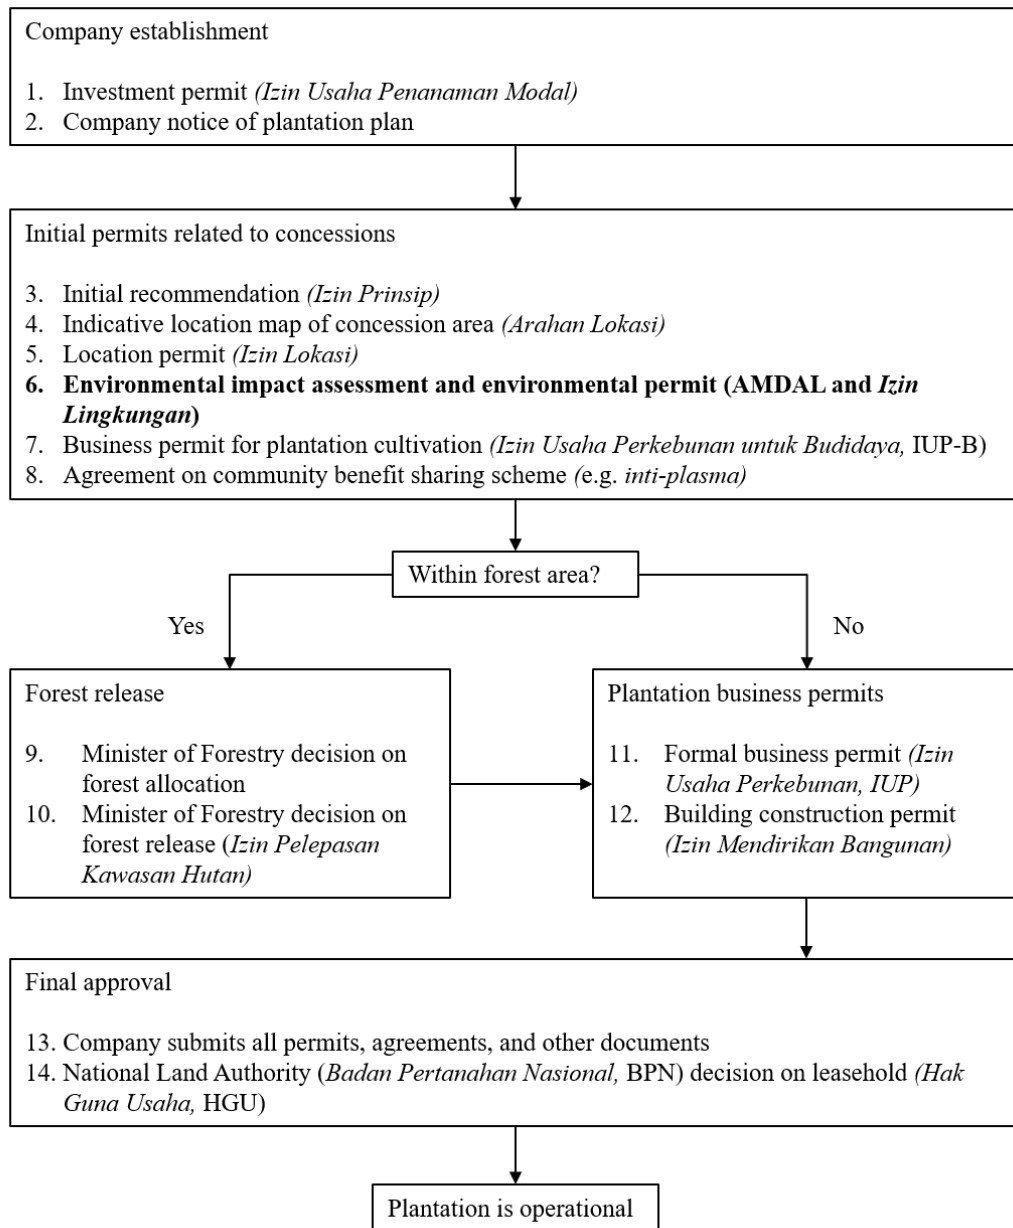 Company establishment
1. Investment permit (Izin Usaha Penanaman Modal)
2. Company notice of plantation plan
Initial permits related to concessions
3. Initial recommendation (Izin Prinsip)
4. Indicative location map of concession area (Arahan Lokasi)
5. Location permit (Izin Lokasi)
6. Environmental impact assessment and environmental permit (AMDAL and Izin
Lingkungan)
7. Business permit for plantation cultivation (Izin Usaha Perkebunan untuk Budidaya, IUP-B)
8. Agreement on community benefit sharing scheme (e.g. inti-plasma)
Within forest area?
Yes
No
Forest release
9. Minister of Forestry decision on
forest allocation
10. Minister of Forestry decision on
forest release (Izin Pelepasan
Kawasan Hutan)
Plantation business permits
11. Formal business permit (Izin
Usaha Perkebunan, IUP)
12. Building construction permit
(Izin Mendirikan Bangunan)
Final approval
13. Company submits all permits, agreements, and other documents
14. National Land Authority (Badan Pertanahan Nasional, BPN) decision on leasehold (Hak
Guna Usaha, HGU)
Plantation is operational